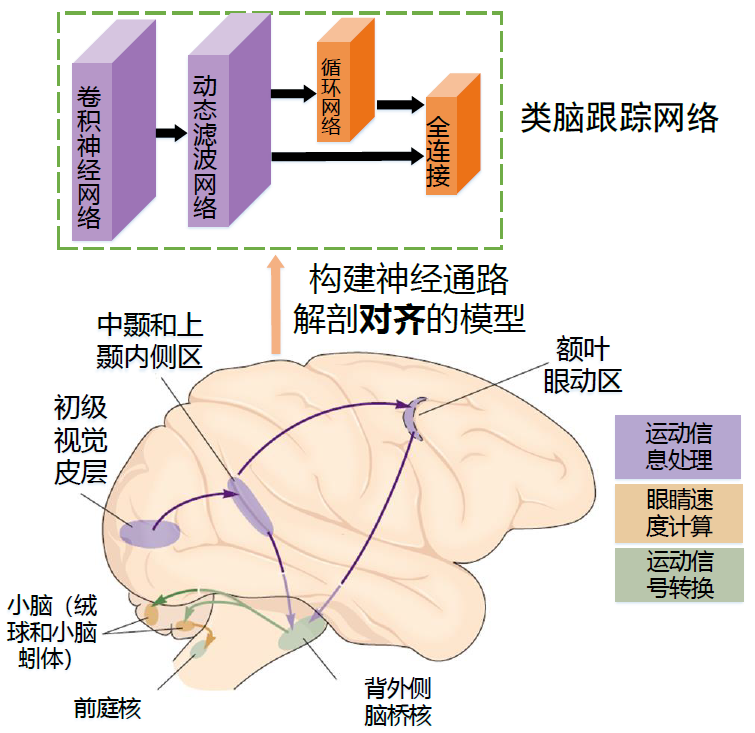 卷积神经网络
动态滤波网络
循环网络
全连接
类脑跟踪网络
构建神经通路
解剖对齐的模型
中颞和上
颞内侧区
额叶
眼动区
初级
视觉
皮层
运动信
息处理
眼睛速
度计算
运动信
号转换
小脑（绒
球和小脑
蚓体）
前庭核
背外侧
脑桥核